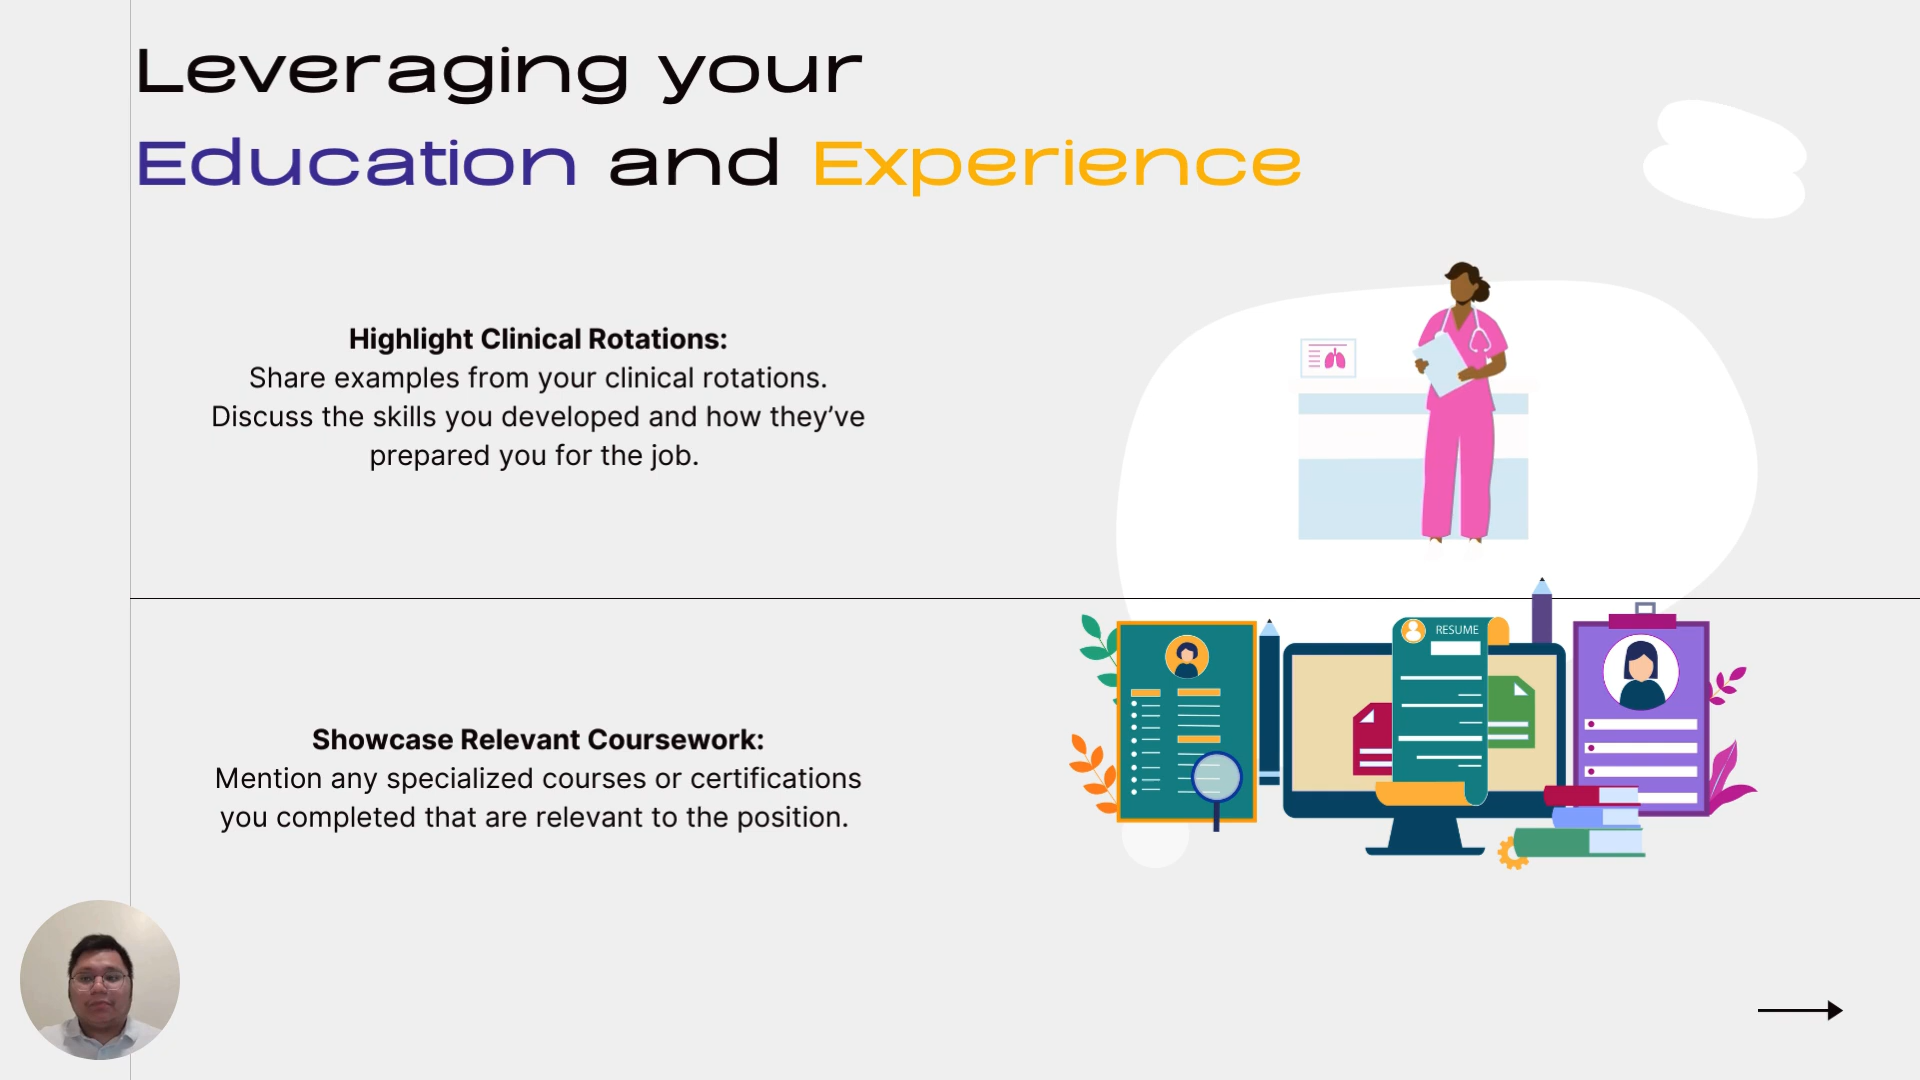 Leveraging your
Education and Experience
Highlight Clinical Rotations:
Share examples from your clinical rotations.
Discuss the skills you developed and how they’ve
prepared you for the job.
RESUME
Showcase Relevant Coursework:
Mention any specialized courses or certifications
you completed that are relevant to the position.